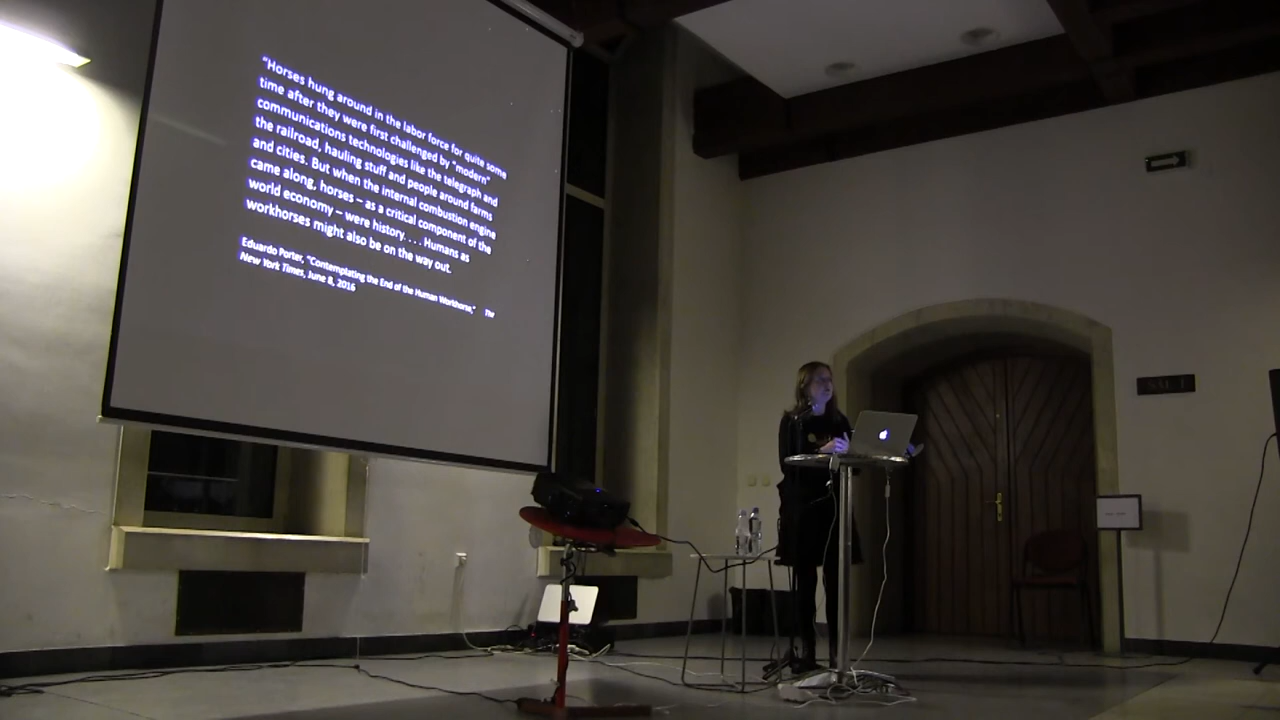 "Horses hung around in the labor force for quite some
time after they were first challenged by "modern"
communications technologies like the telegraph and
the railroad, hauling stuff and people around farms
and cities. But when the internal combustion engine
came along, horses – as a critical component of the
world economy – were history. . . . Humans as
workhorses might also be on the way out.
Eduardo Porter, "Contemplating the End of the Human Workhorse," The
New York Times, June 8, 2016